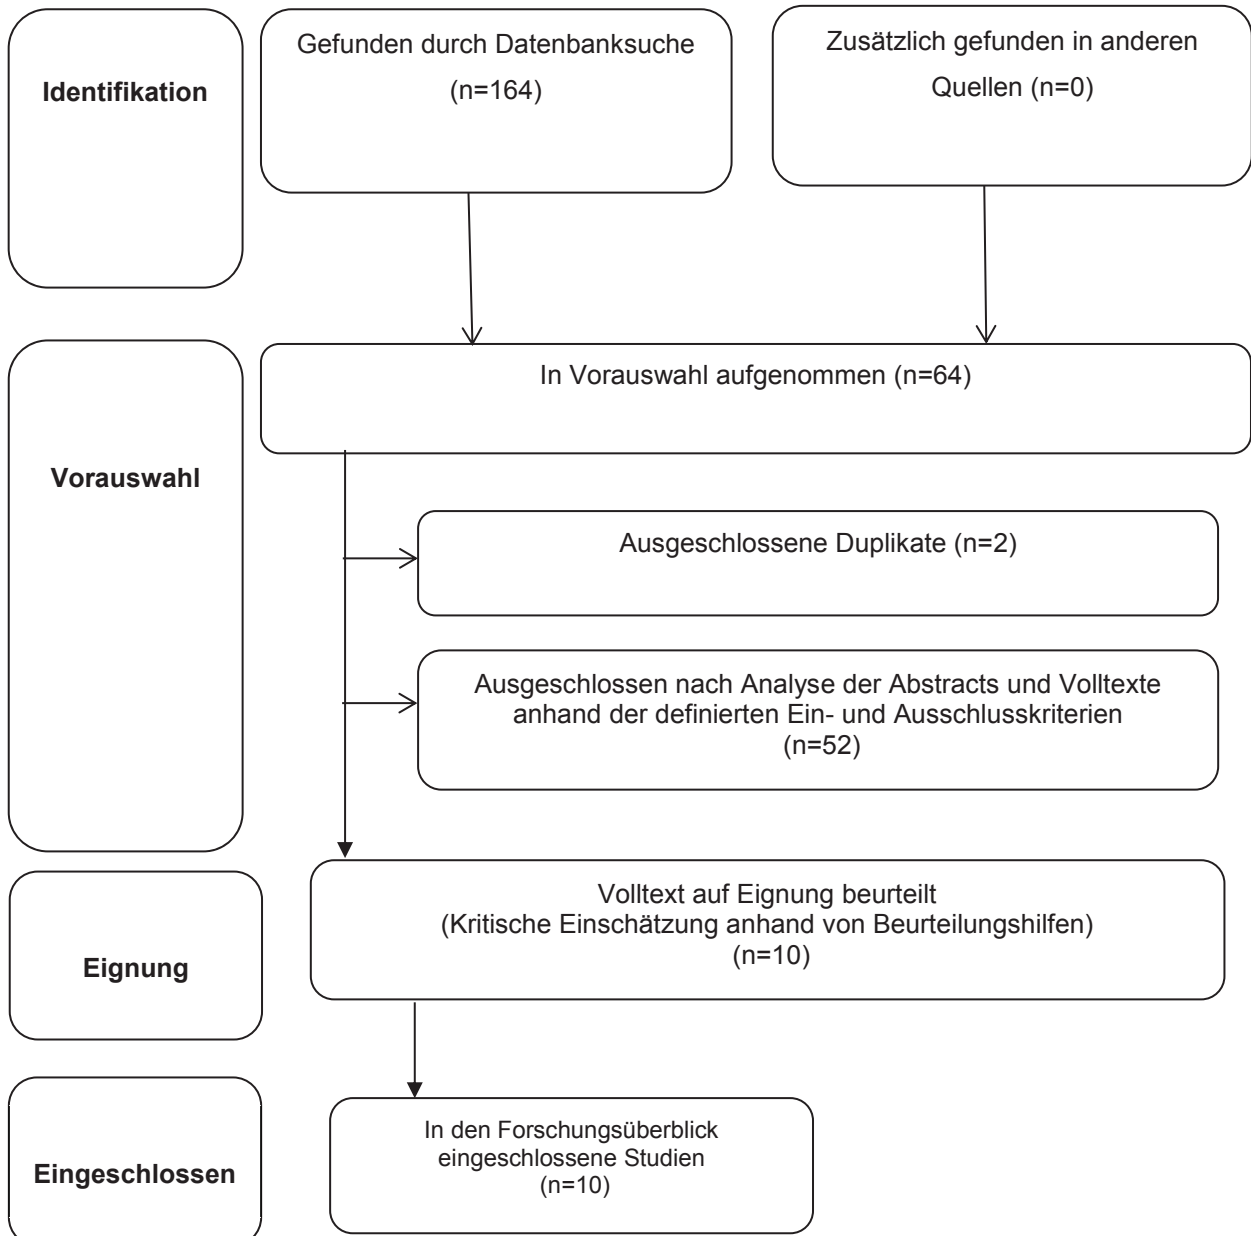 Identifikation
Gefunden durch Datenbanksuche
(n=164)
Zusätzlich gefunden in anderen
Quellen (n=0)
Vorauswahl
In Vorauswahl aufgenommen (n=64)
Ausgeschlossene Duplikate (n=2)
Ausgeschlossen nach Analyse der Abstracts und Volltexte
anhand der definierten Ein- und Ausschlusskriterien
(n=52)
Eignung
Volltext auf Eignung beurteilt
(Kritische Einschätzung anhand von Beurteilungshilfen)
(n=10)
Eingeschlossen
In den Forschungsüberblick
eingeschlossene Studien
(n=10)